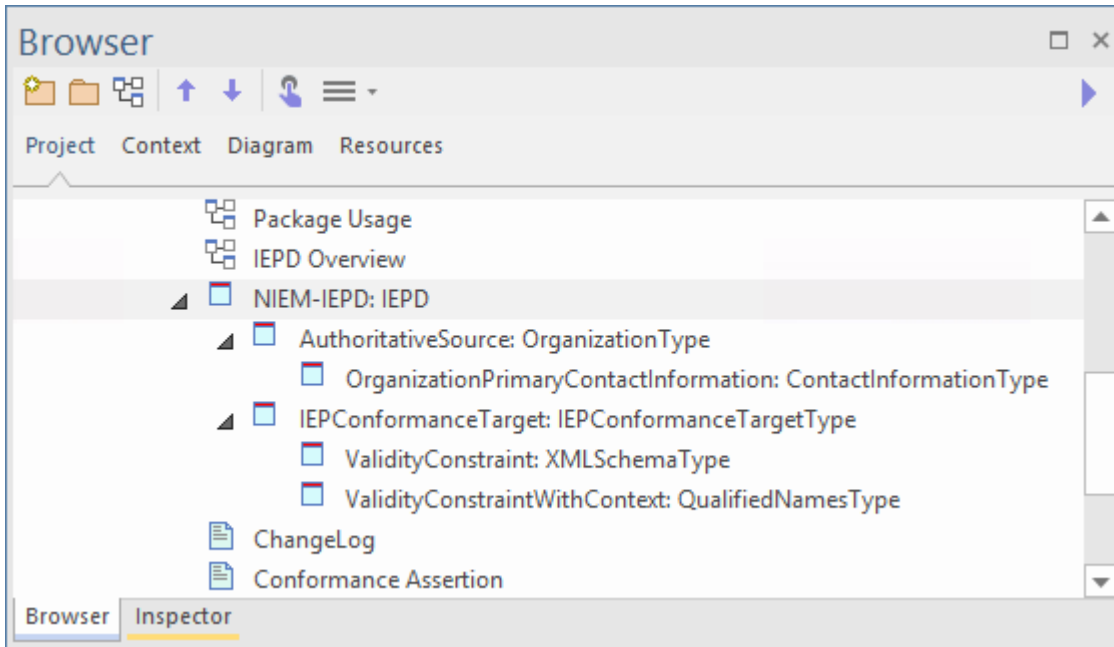 Browser
Project Context Diagram Resources
Package Usage
IEPD Overview
NIEM-IEPD: IEPD
AuthoritativeSource: OrganizationType
OrganizationPrimaryContactInformation: ContactInformationType
IEPConformanceTarget: IEPConformanceTargetType
ValidityConstraint: XMLSchemaType
ValidityConstraintWithContext: QualifiedNamesType
ChangeLog
Conformance Assertion
Browser Inspector